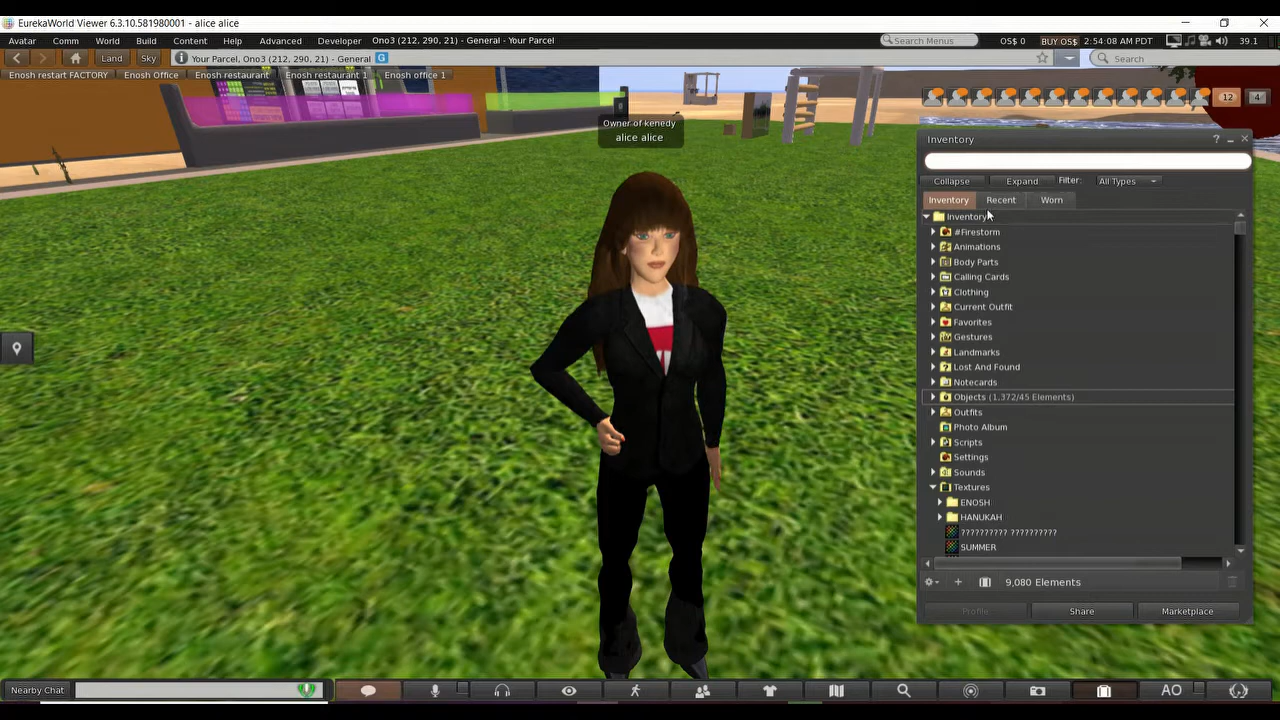 EurekaWorld Viewer 6.3.10.581980001 - alice alice
Avatar Comm World Build Content Help Advanced Developer Ono3 (212, 290, 21) - General - Your Parcel Search Menus OS$ 0 BUY OS$ 2:54:08 AM PDT 39.1
Land Sky Your Parcel, Ono3 (212, 290, 21) - General G Search
Enosh restart FACTORY Enosh Office Enosh restaurant Enosh restaurant 1 Enosh office 1
12 4
Owner of kenedy
alice alice
Inventory ?
Collapse Expand Filter: All Types
Inventory Recent Worn
Inventory
#Firestorm
Animations
Body Parts
Calling Cards
Clothing
Current Outfit
Favorites
Gestures
Landmarks
Lost And Found
Notecards
Objects (1,372/45 Elements)
Outfits
Photo Album
Scripts
Settings
Sounds
Textures
ENOSH
HANUKAH
?????????? ??????????
SUMMER
9,080 Elements
Profile Share Marketplace
Nearby Chat AO